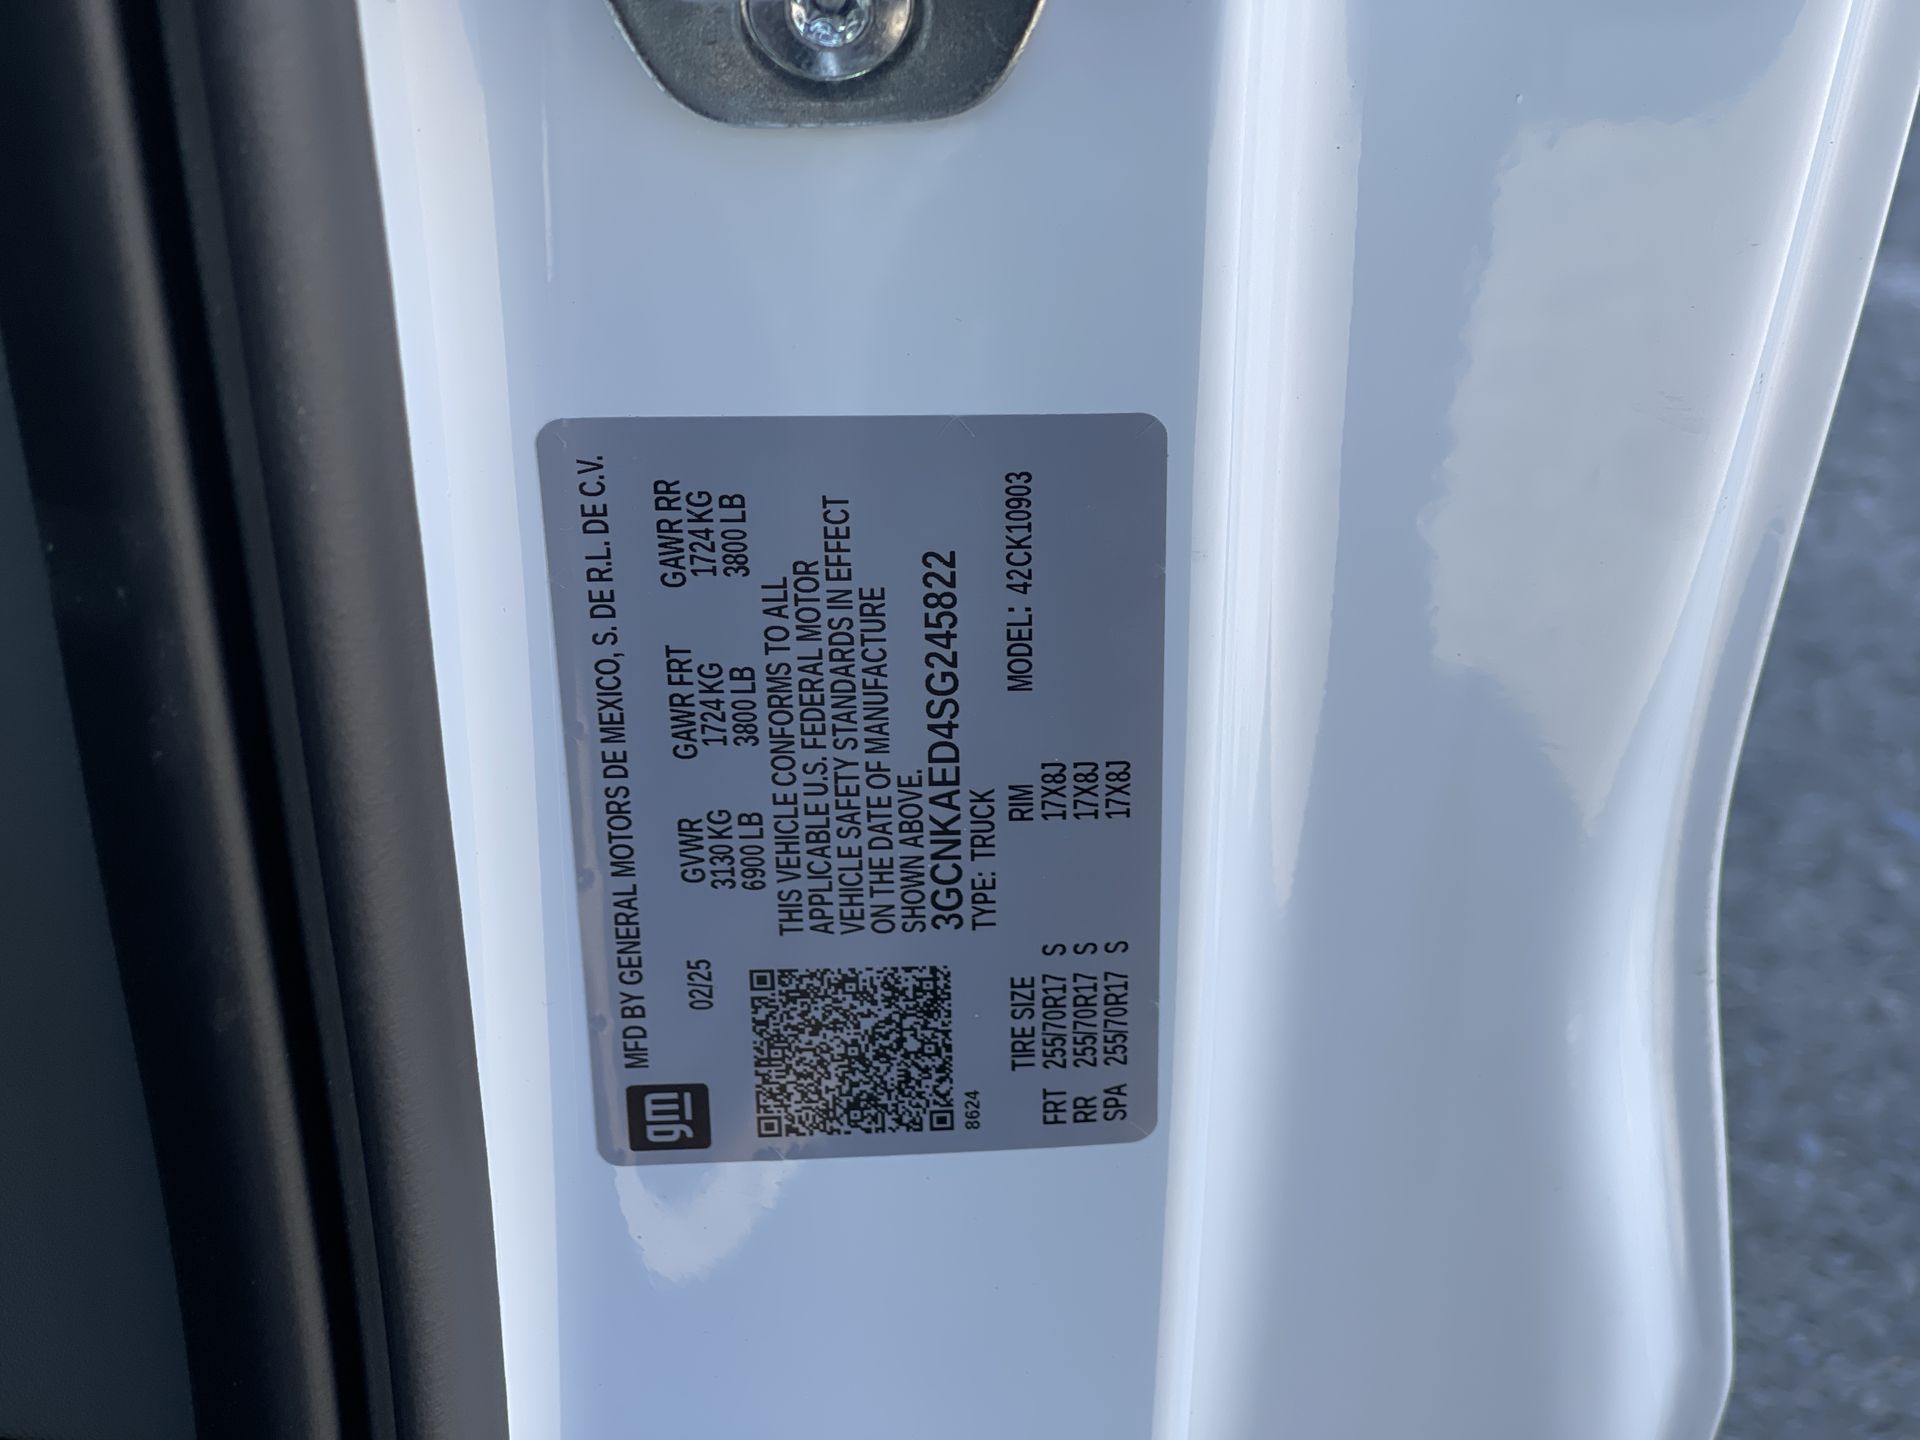 gm MFD BY GENERAL MOTORS DE MEXICO, S. DE R.L. DE C.V.
02/25 GVWR GAWR FRT GAWR RR
3130 KG 1724 KG 1724 KG
6900 LB 3800 LB 3800 LB
THIS VEHICLE CONFORMS TO ALL
APPLICABLE U.S. FEDERAL MOTOR
VEHICLE SAFETY STANDARDS IN EFFECT
ON THE DATE OF MANUFACTURE
SHOWN ABOVE.
3GCNKAED4SG245822
8624 TYPE: TRUCK
TIRE SIZE RIM MODEL: 42CK10903
FRT 255/70R17 S 17X8J
RR 255/70R17 S 17X8J
SPA 255/70R17 S 17X8J